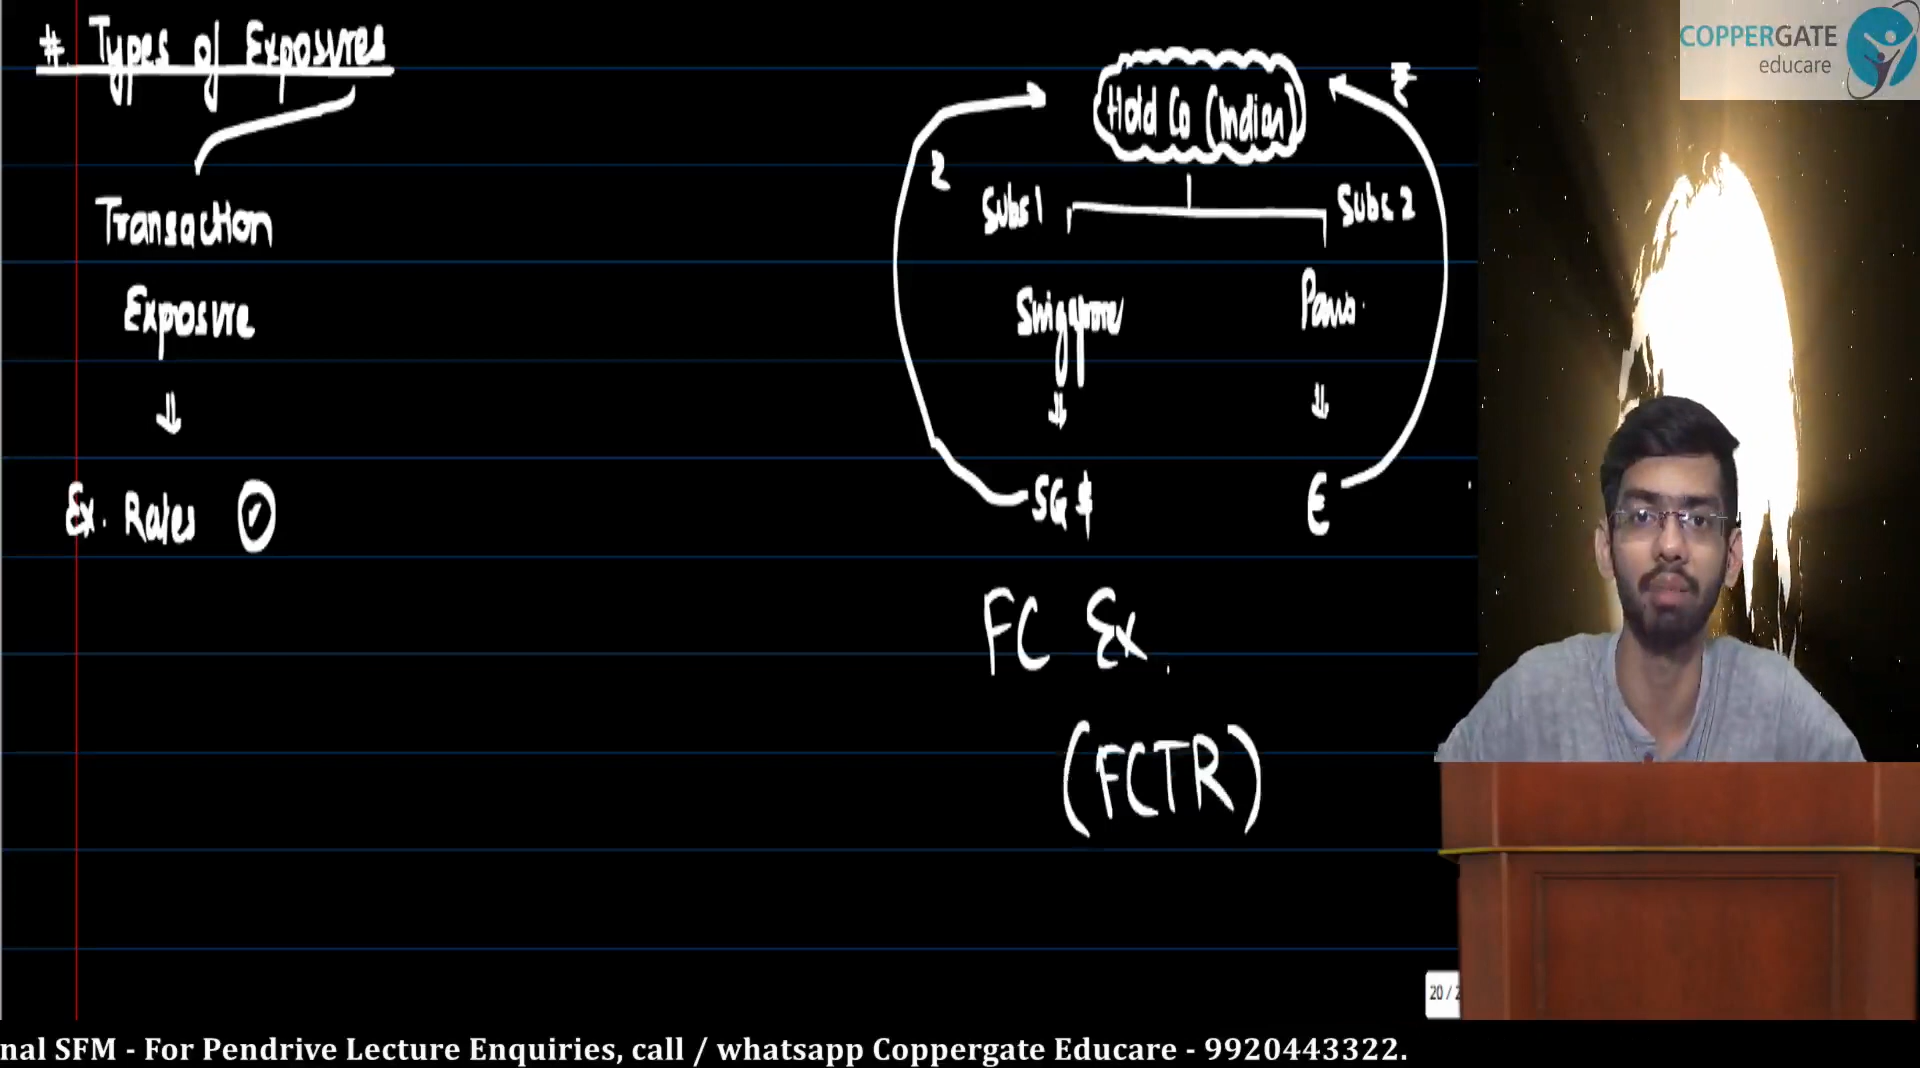 # Types of Exposures
Transaction
Exposure
⇓
Ex. Rates ✓
Hold Co (Indian)
₹
₹
Subs 1
Subs 2
Singapore
Paris
⇓
⇓
SG $
€
FC Ex.
(FCTR)
COPPERGATE
educare
20 / 2
nal SFM - For Pendrive Lecture Enquiries, call / whatsapp Coppergate Educare - 9920443322.